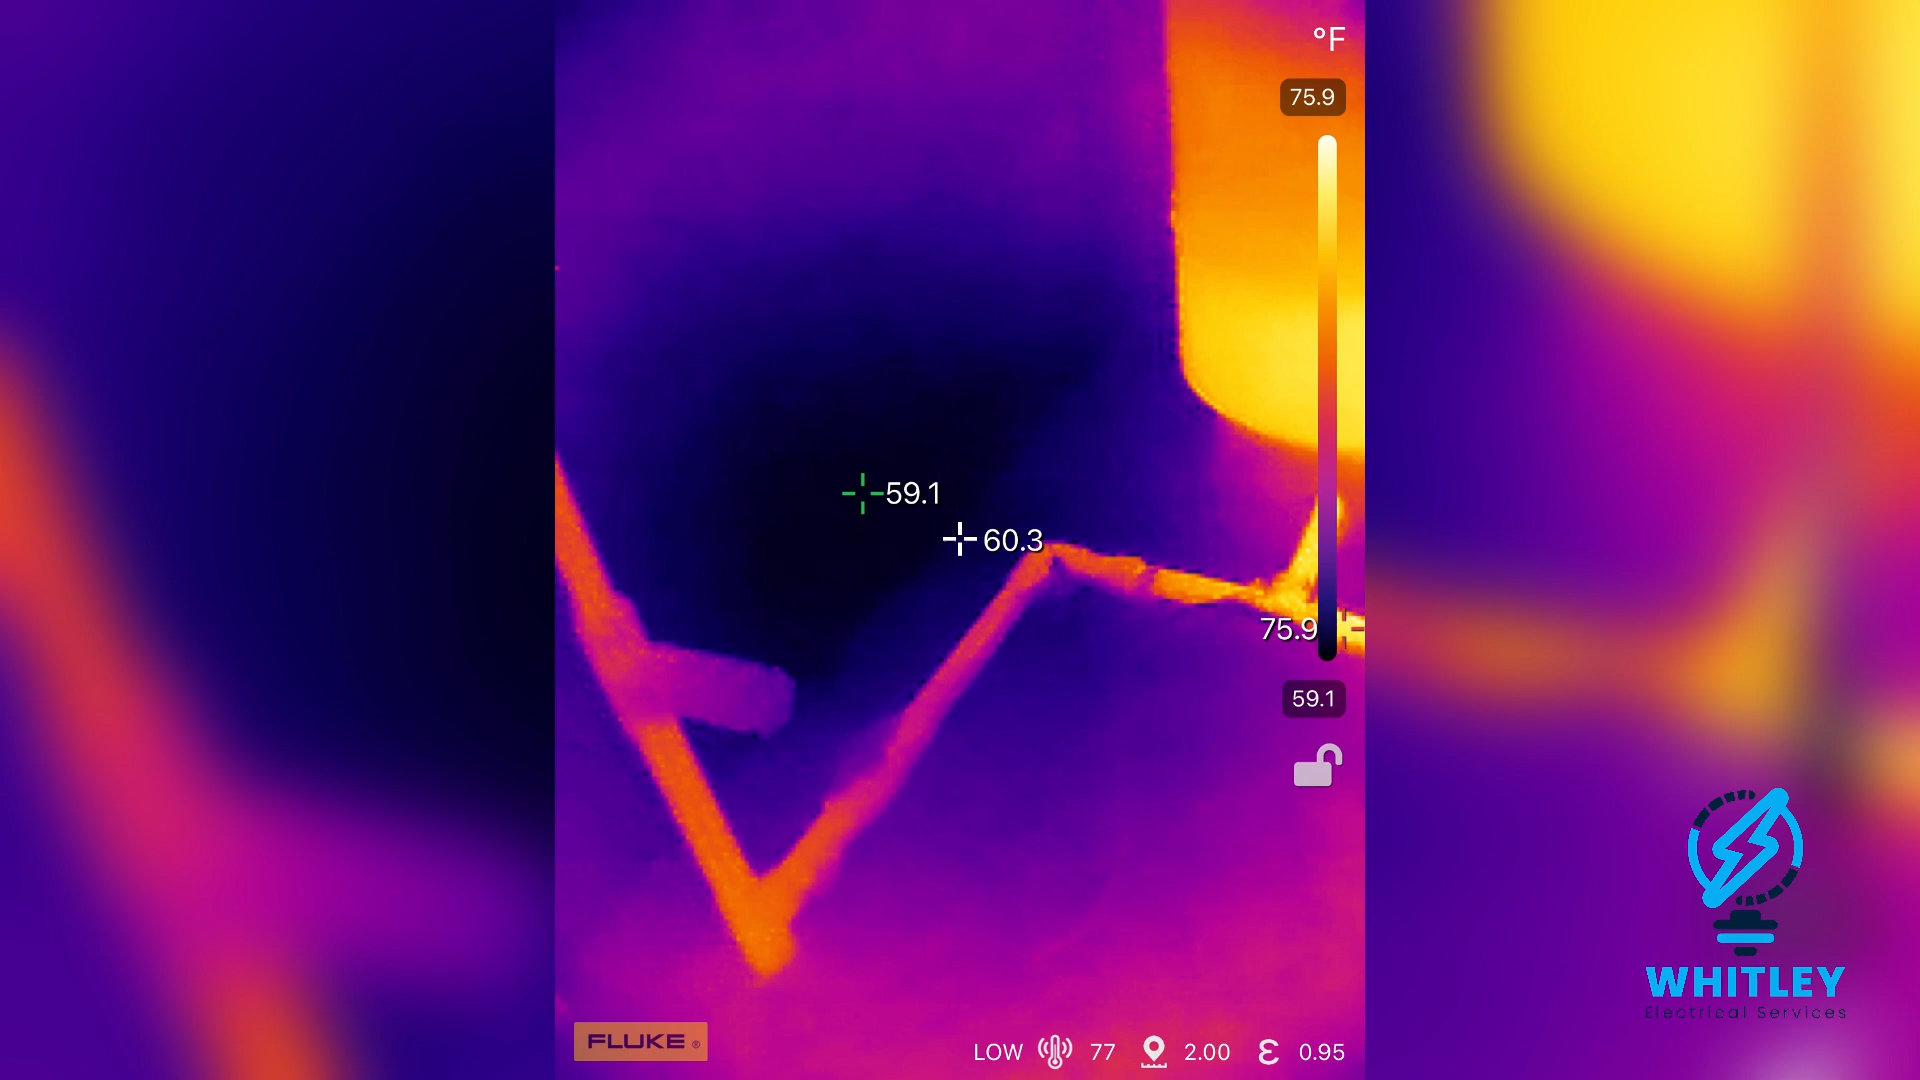 °F
75.9
59.1
60.3
75.9
59.1
FLUKE ®
LOW 77 2.00 ε 0.95
WHITLEY
Electrical Services